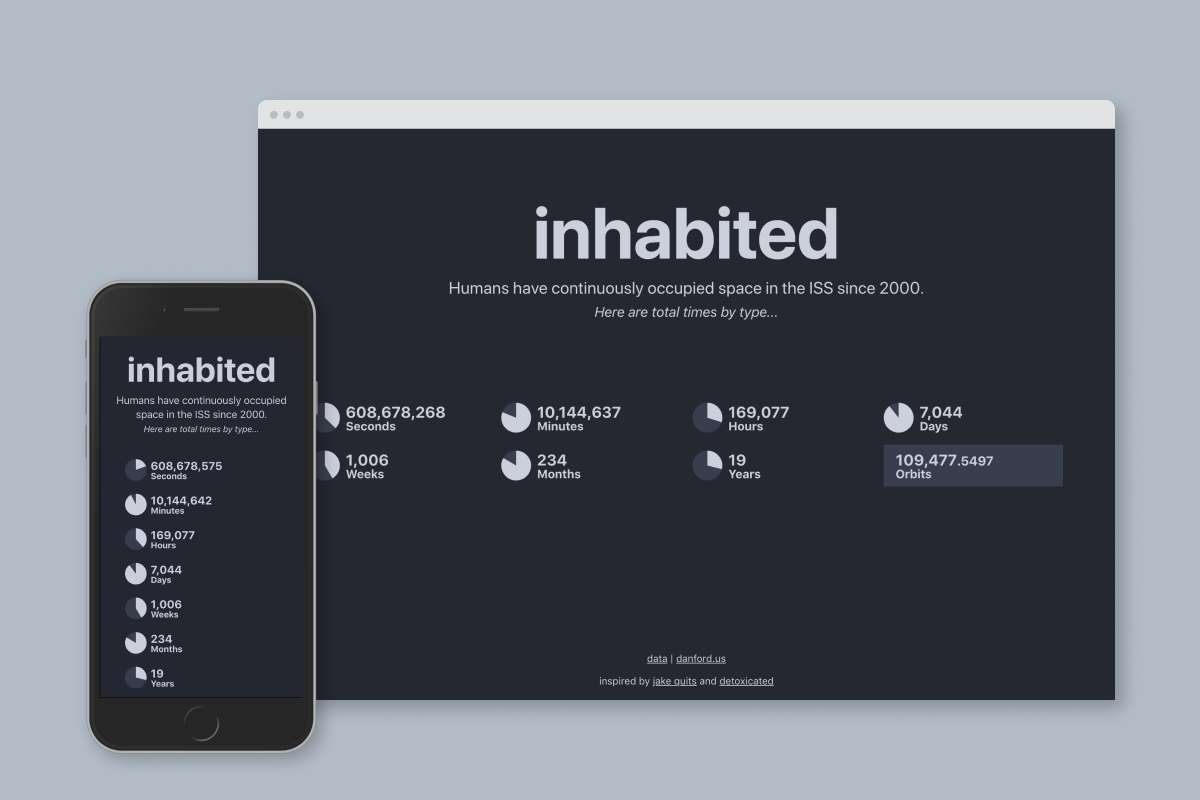 inhabited
Humans have continuously occupied space in the ISS since 2000.
Here are total times by type...
608,678,268
Seconds
10,144,637
Minutes
169,077
Hours
7,044
Days
1,006
Weeks
234
Months
19
Years
109,477.5497
Orbits
data | danford.us
inspired by jake quits and detoxicated
inhabited
Humans have continuously occupied
space in the ISS since 2000.
Here are total times by type...
608,678,575
Seconds
10,144,642
Minutes
169,077
Hours
7,044
Days
1,006
Weeks
234
Months
19
Years